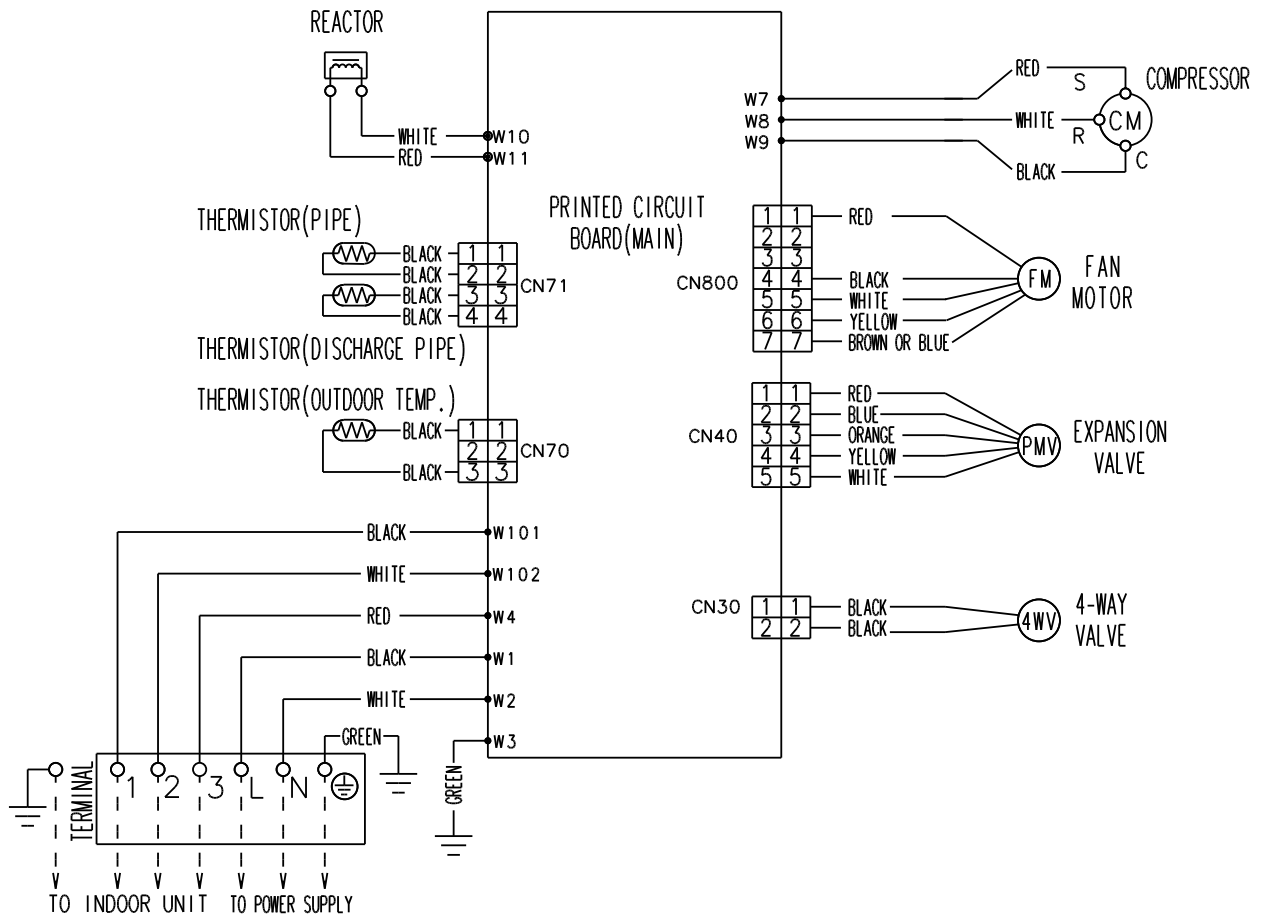 REACTOR
WHITE
W10
RED
W11
THERMISTOR(PIPE)
BLACK 1 1
BLACK 2 2
BLACK 3 3
BLACK 4 4
CN71
THERMISTOR(DISCHARGE PIPE)
THERMISTOR(OUTDOOR TEMP.)
BLACK 1 1
2 2
BLACK 3 3
CN70
BLACK W101
WHITE W102
RED W4
BLACK W1
WHITE W2
GREEN
W3
GREEN
TERMINAL
1 2 3 L N
TO INDOOR UNIT
TO POWER SUPPLY
PRINTED CIRCUIT
BOARD(MAIN)
W7 RED S
W8 WHITE R
W9 BLACK C
CM
COMPRESSOR
CN800
1 1 RED
2 2
3 3
4 4 BLACK
5 5 WHITE
6 6 YELLOW
7 7 BROWN OR BLUE
FM
FAN
MOTOR
CN40
1 1 RED
2 2 BLUE
3 3 ORANGE
4 4 YELLOW
5 5 WHITE
PMV
EXPANSION
VALVE
CN30
1 1 BLACK
2 2 BLACK
4WV
4-WAY
VALVE